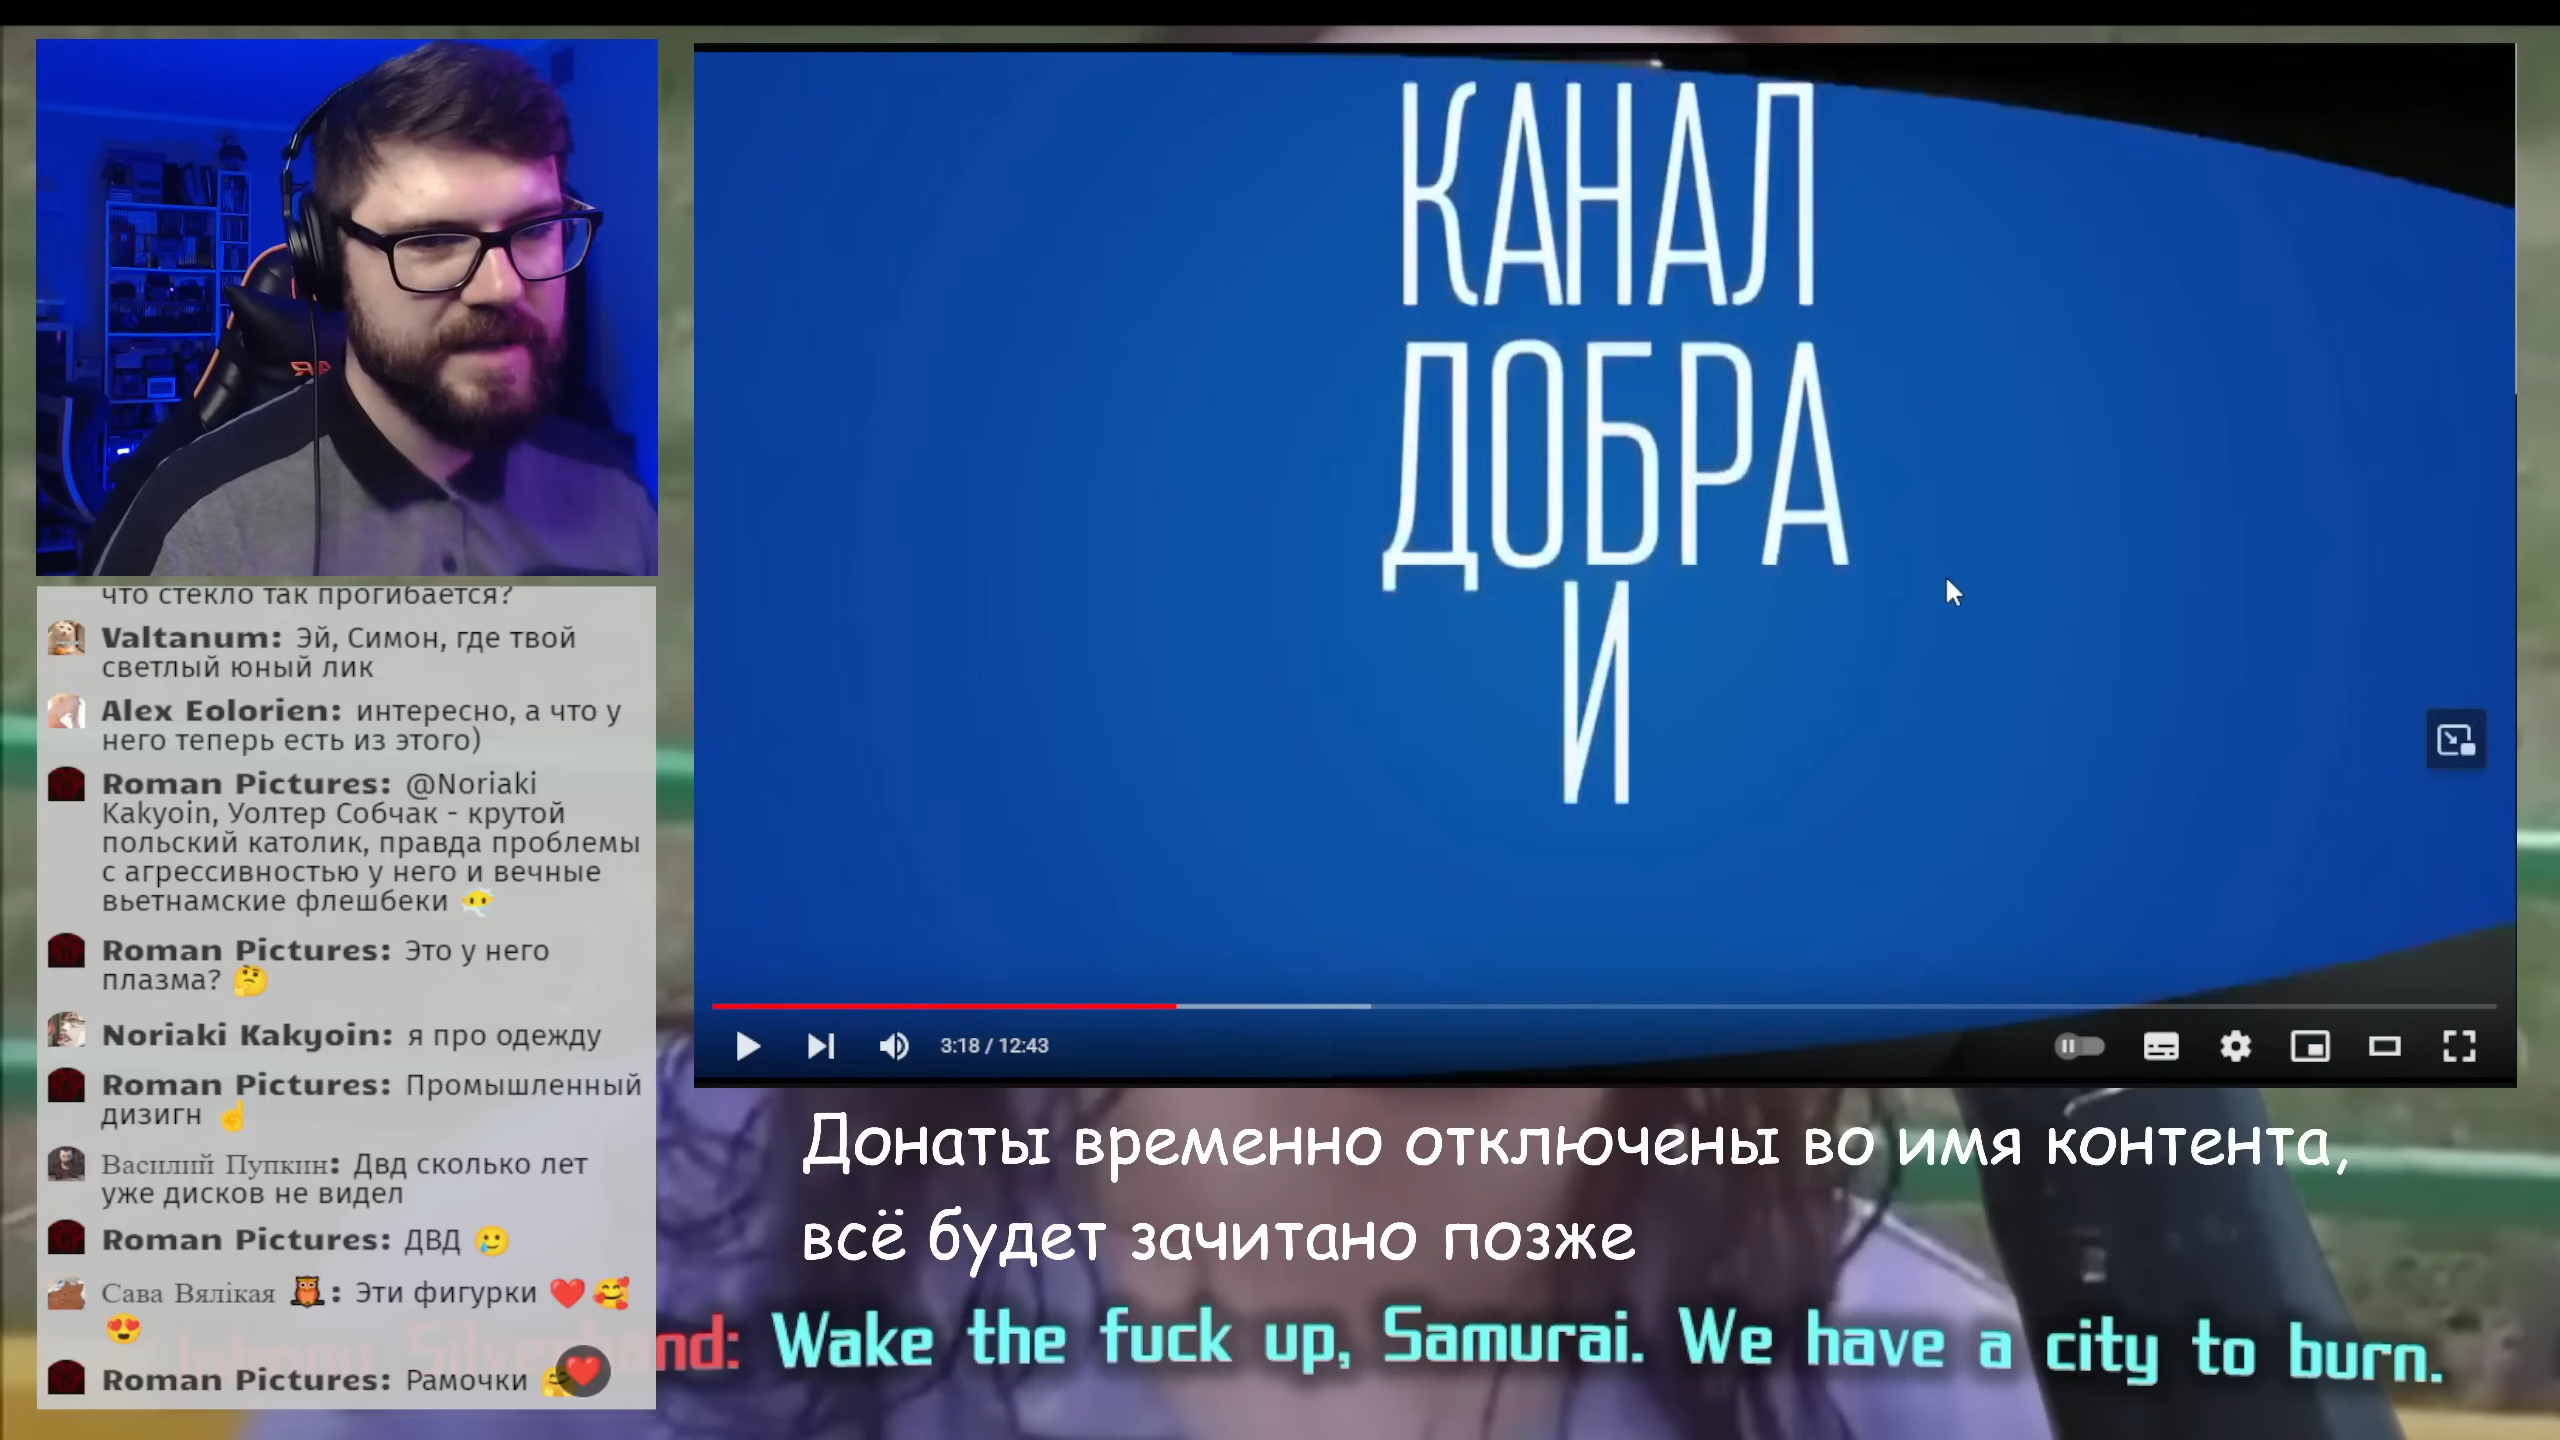 КАНАЛ
ДОБРА
И
3:18 / 12:43
что стекло так прогибается?
Valtanum: Эй, Симон, где твой
светлый юный лик
Alex Eolorien: интересно, а что у
него теперь есть из этого)
Roman Pictures: @Noriaki
Kakyoin, Уолтер Собчак - крутой
польский католик, правда проблемы
с агрессивностью у него и вечные
вьетнамские флешбеки 😶‍🌫️
Roman Pictures: Это у него
плазма? 🤔
Noriaki Kakyoin: я про одежду
Roman Pictures: Промышленный
дизигн ☝️
Василий Пупкин: Двд сколько лет
уже дисков не видел
Roman Pictures: ДВД 🥲
Сава Вялікая 🦉: Эти фигурки ❤️🥰
😍
Roman Pictures: Рамочки 🤗
Донаты временно отключены во имя контента,
всё будет зачитано позже
Johnny Silverhand: Wake the fuck up, Samurai. We have a city to burn.